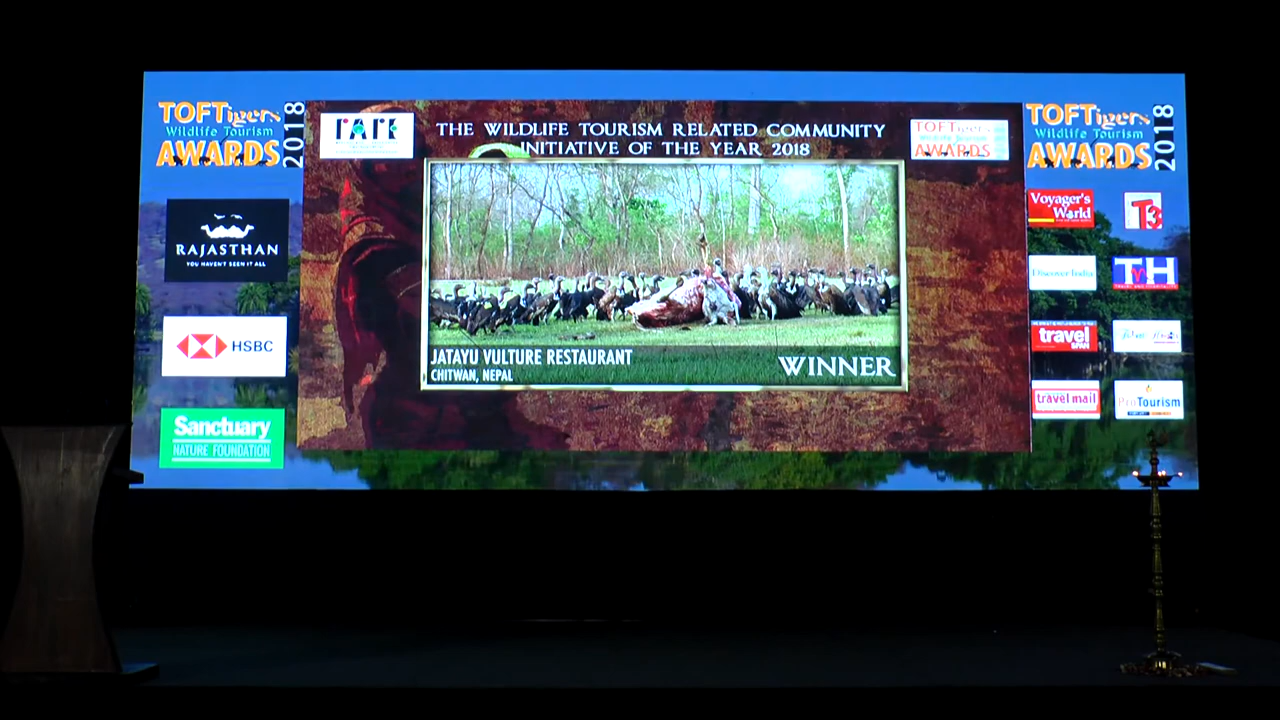 TOFTigers
Wildlife Tourism
AWARDS
2018
RAJASTHAN
YOU HAVEN'T SEEN IT ALL
HSBC
Sanctuary
NATURE FOUNDATION
THE WILDLIFE TOURISM RELATED COMMUNITY
INITIATIVE OF THE YEAR 2018
TOFTigers
AWARDS
JATAYU VULTURE RESTAURANT
CHITWAN, NEPAL
WINNER
TOFTigers
Wildlife Tourism
AWARDS
2018
Voyager's
World
T3
Discover India
TH
travel
SPAN
travel mail
ProTourism